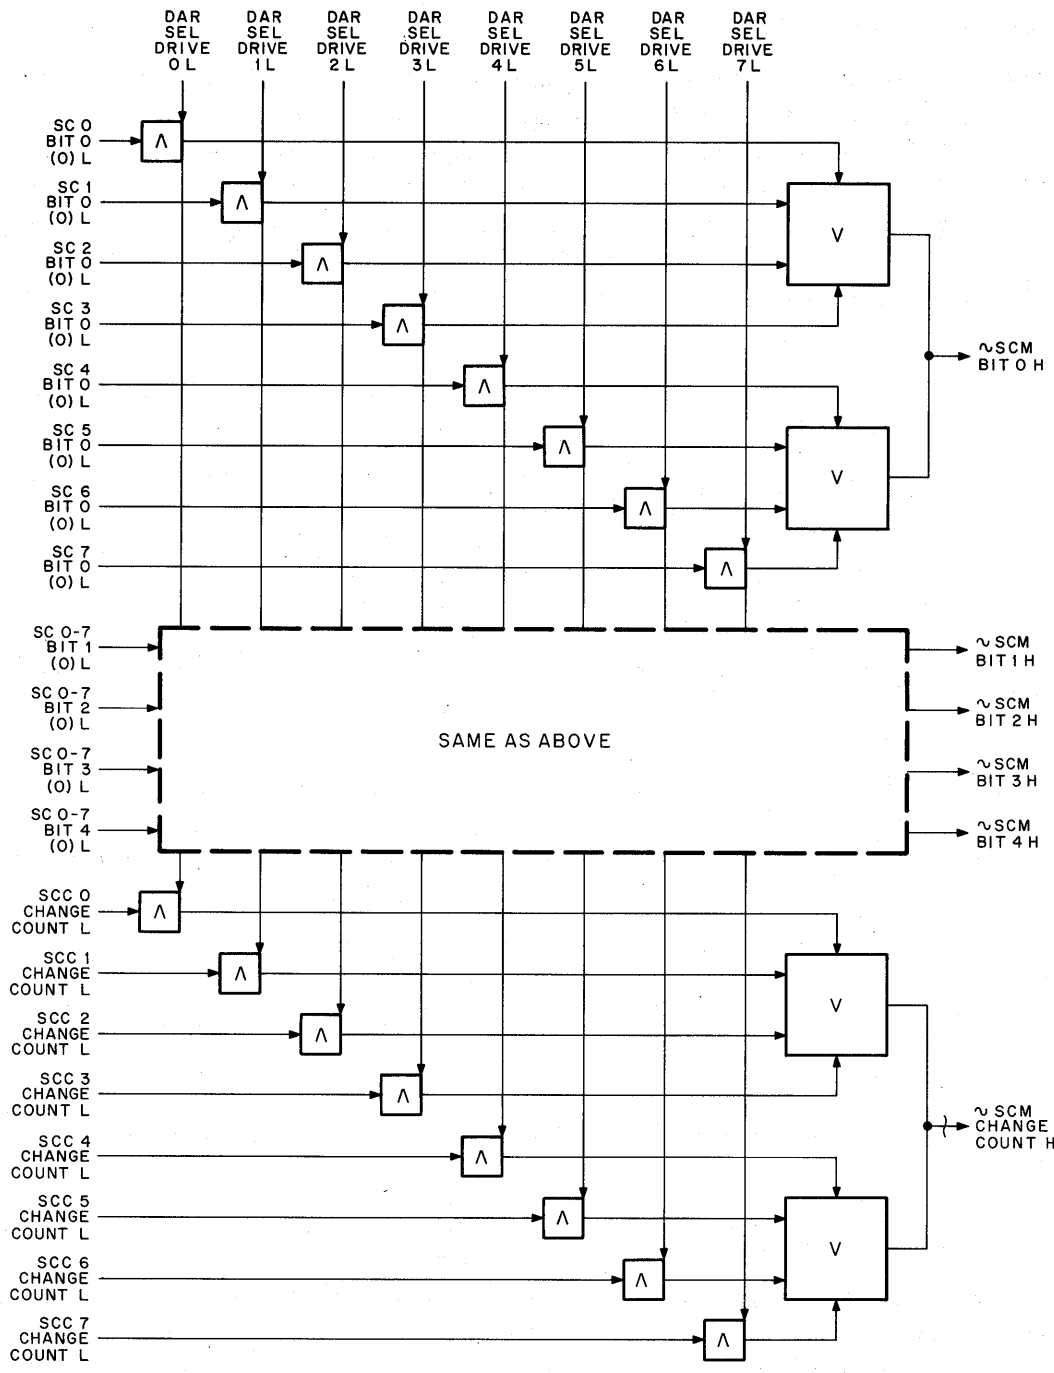 DAR SEL DRIVE 0 L
DAR SEL DRIVE 1 L
DAR SEL DRIVE 2 L
DAR SEL DRIVE 3 L
DAR SEL DRIVE 4 L
DAR SEL DRIVE 5 L
DAR SEL DRIVE 6 L
DAR SEL DRIVE 7 L
SC 0
BIT 0
(0) L
Λ
SC 1
BIT 0
(0) L
Λ
V
SC 2
BIT 0
(0) L
Λ
SC 3
BIT 0
(0) L
Λ
~SCM
BIT 0 H
SC 4
BIT 0
(0) L
Λ
SC 5
BIT 0
(0) L
Λ
V
SC 6
BIT 0
(0) L
Λ
SC 7
BIT 0
(0) L
Λ
SC 0-7
BIT 1
(0) L
~SCM
BIT 1 H
SC 0-7
BIT 2
(0) L
~SCM
BIT 2 H
SAME AS ABOVE
SC 0-7
BIT 3
(0) L
~SCM
BIT 3 H
SC 0-7
BIT 4
(0) L
~SCM
BIT 4 H
SCC 0
CHANGE
COUNT L
Λ
SCC 1
CHANGE
COUNT L
Λ
V
SCC 2
CHANGE
COUNT L
Λ
SCC 3
CHANGE
COUNT L
Λ
~SCM
CHANGE
COUNT H
SCC 4
CHANGE
COUNT L
Λ
SCC 5
CHANGE
COUNT L
Λ
V
SCC 6
CHANGE
COUNT L
Λ
SCC 7
CHANGE
COUNT L
Λ